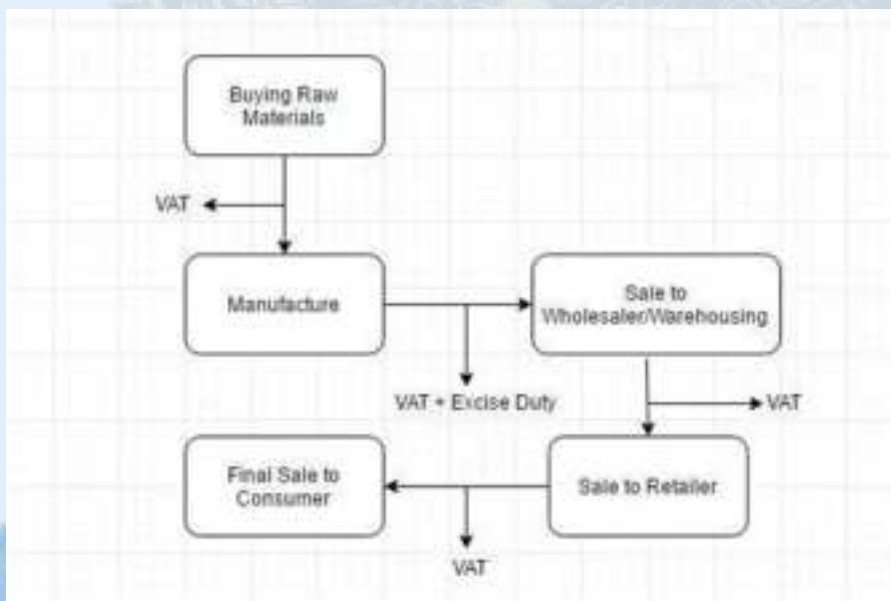 Buying Raw
Materials
VAT
Manufacture
Sale to
Wholesaler/Warehousing
VAT + Excise Duty
VAT
Final Sale to
Consumer
Sale to Retailer
VAT